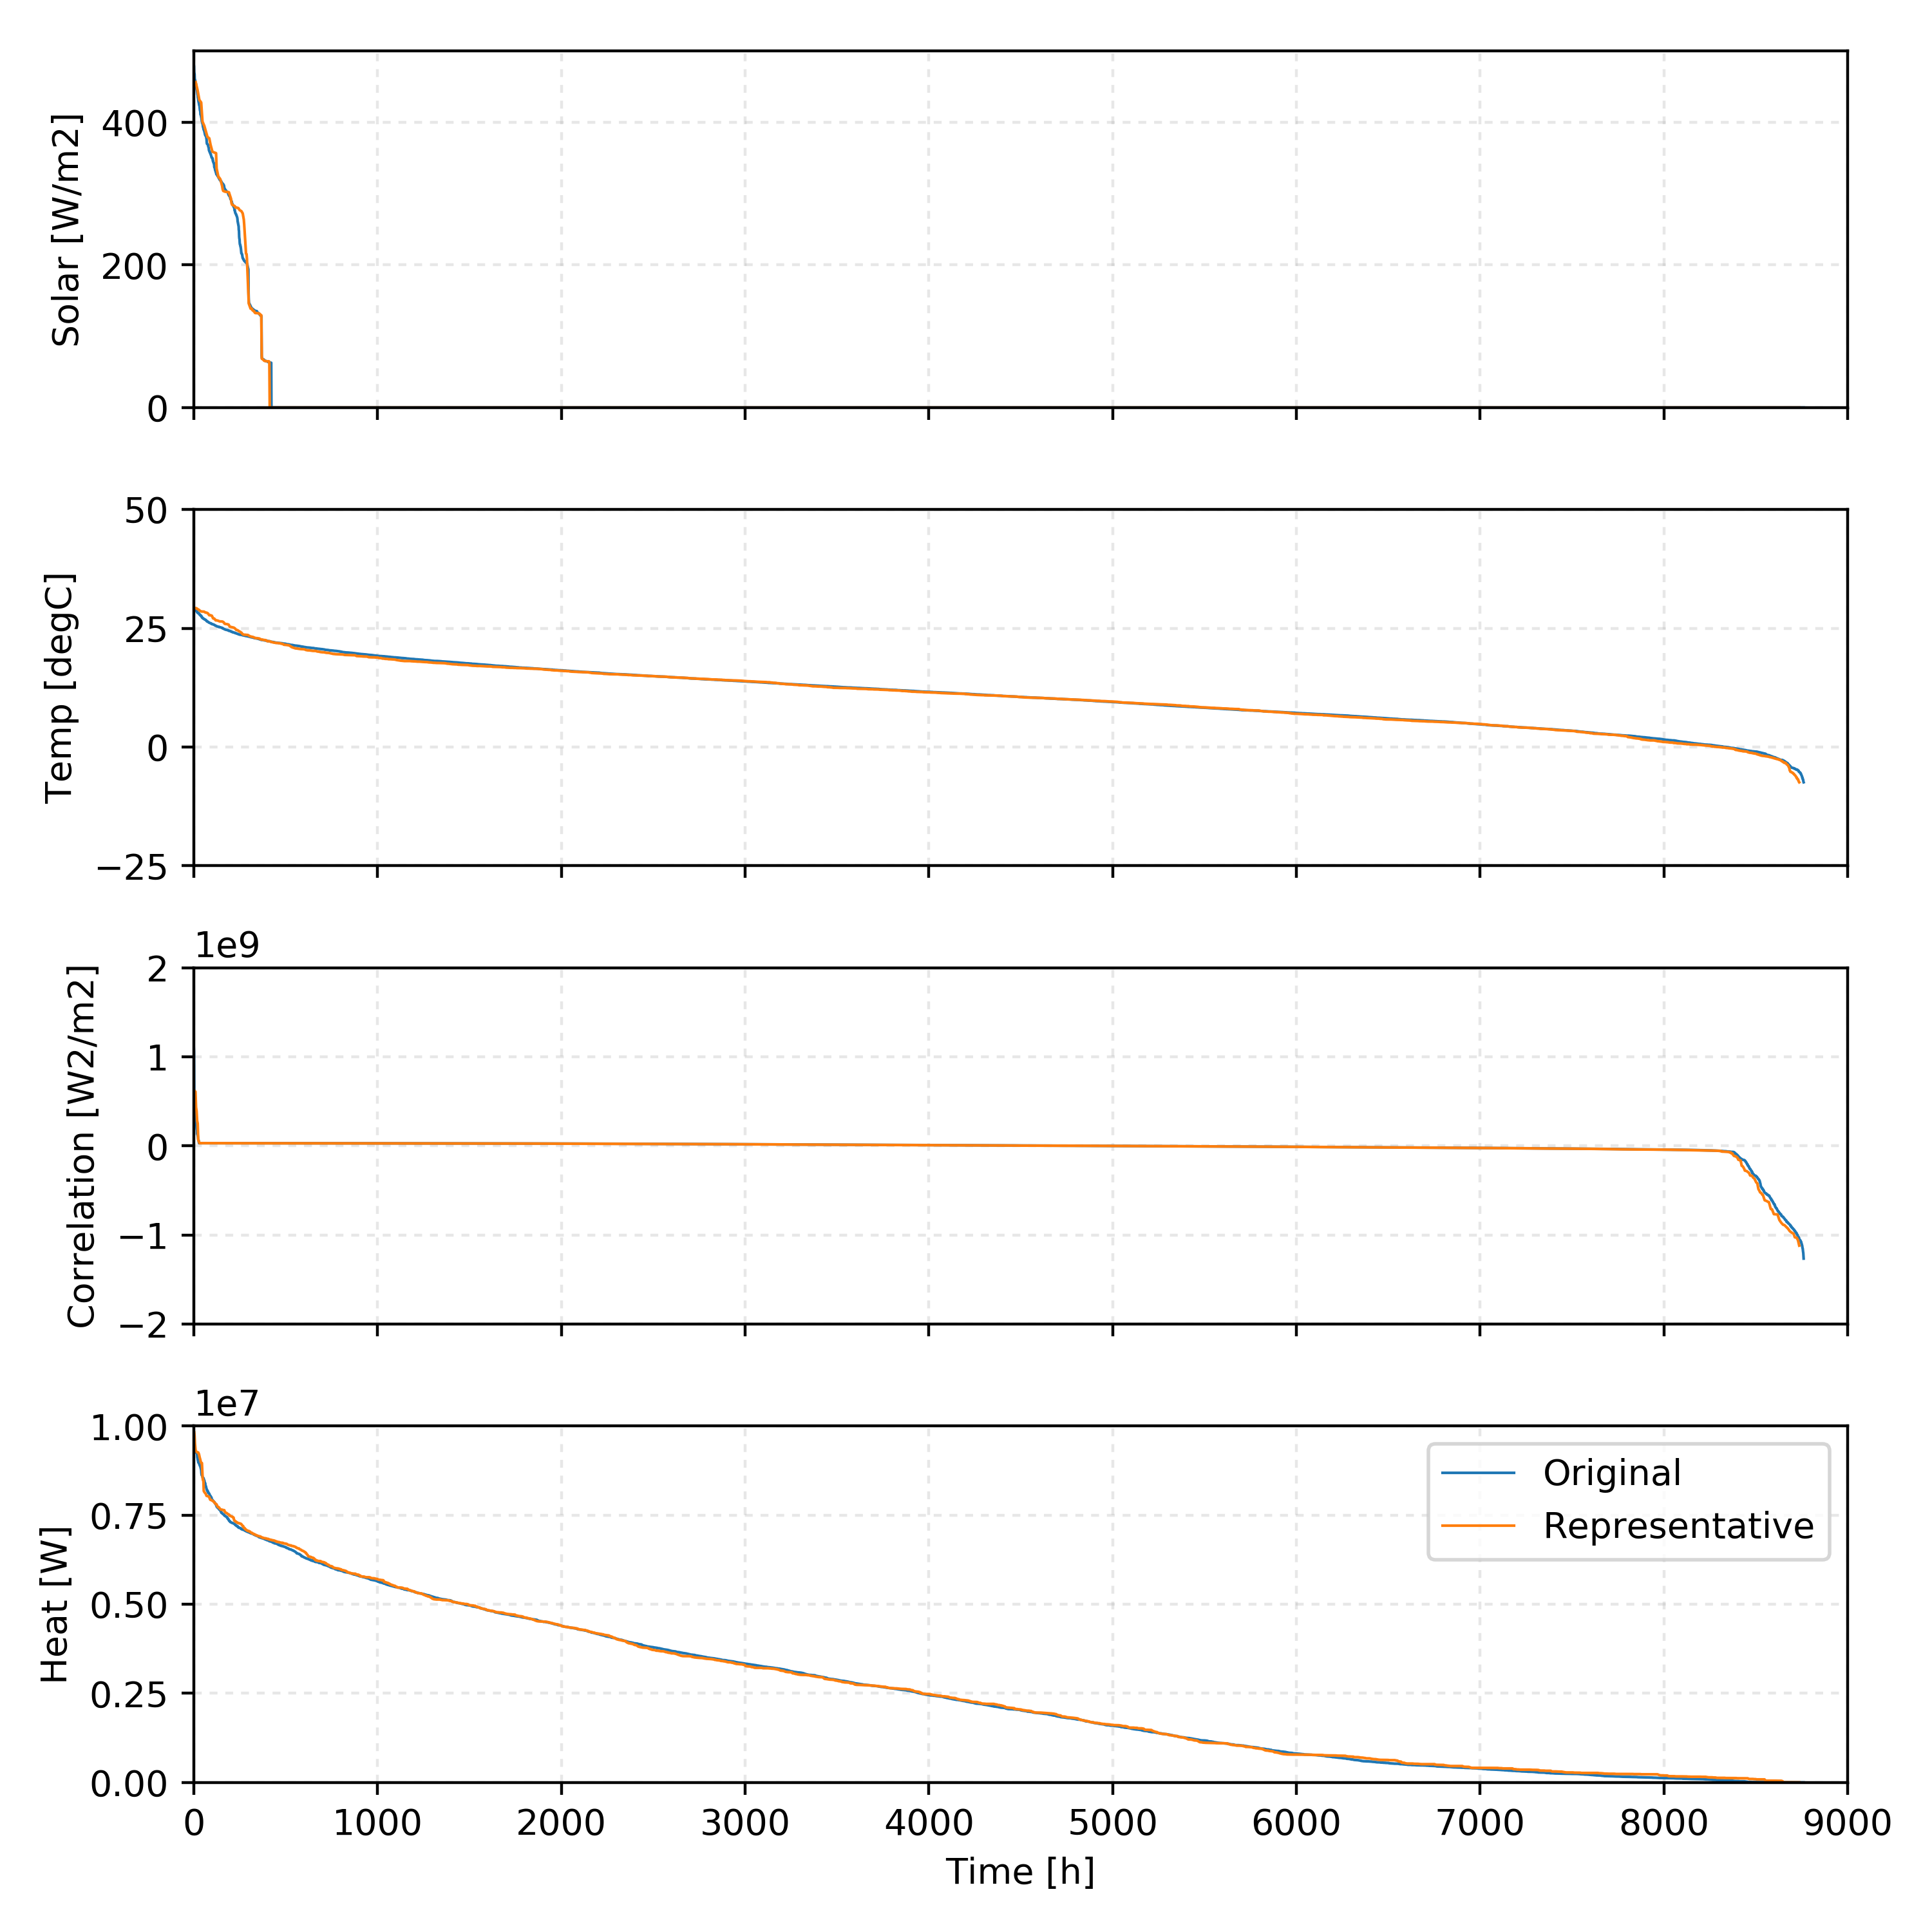 400
200
0
Solar [W/m2]
50
25
0
−25
Temp [degC]
1e9
2
1
0
−1
−2
Correlation [W2/m2]
1e7
1.00
0.75
0.50
0.25
0.00
Heat [W]
Original
Representative
0 1000 2000 3000 4000 5000 6000 7000 8000 9000
Time [h]